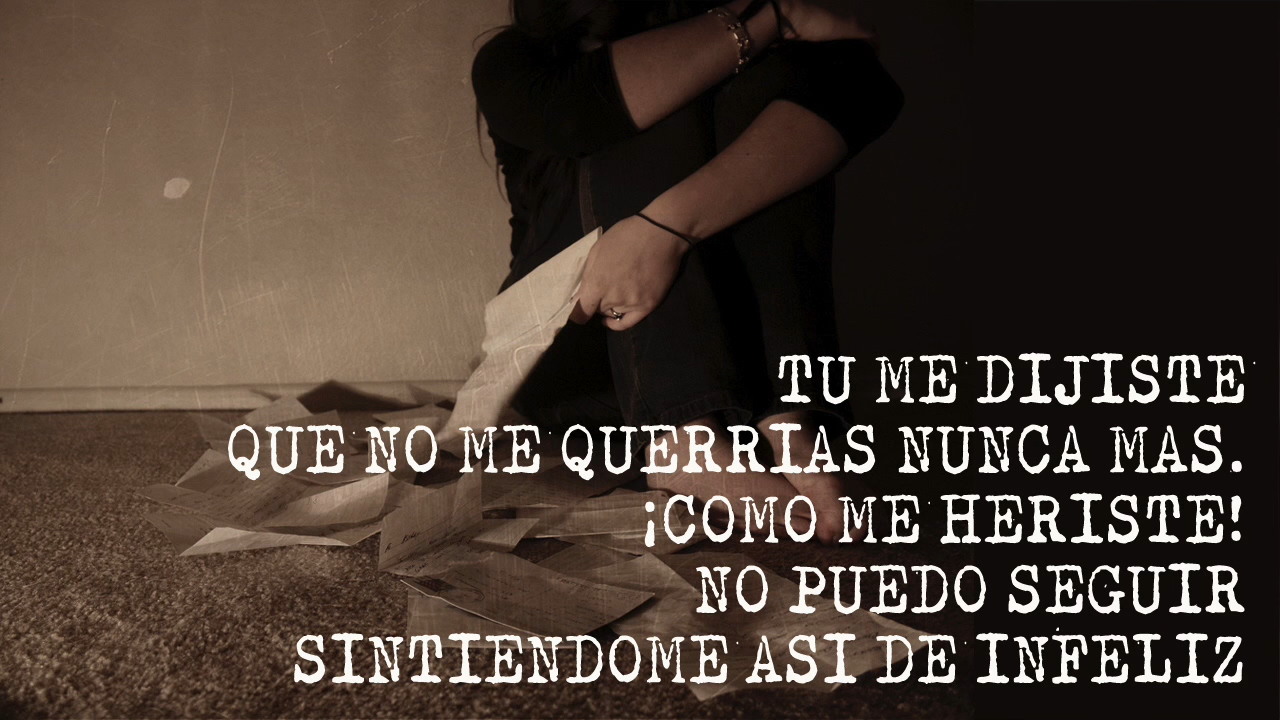 TU ME DIJISTE
QUE NO ME QUERRIAS NUNCA MAS.
¡COMO ME HERISTE!
NO PUEDO SEGUIR
SINTIENDOME ASI DE INFELIZ